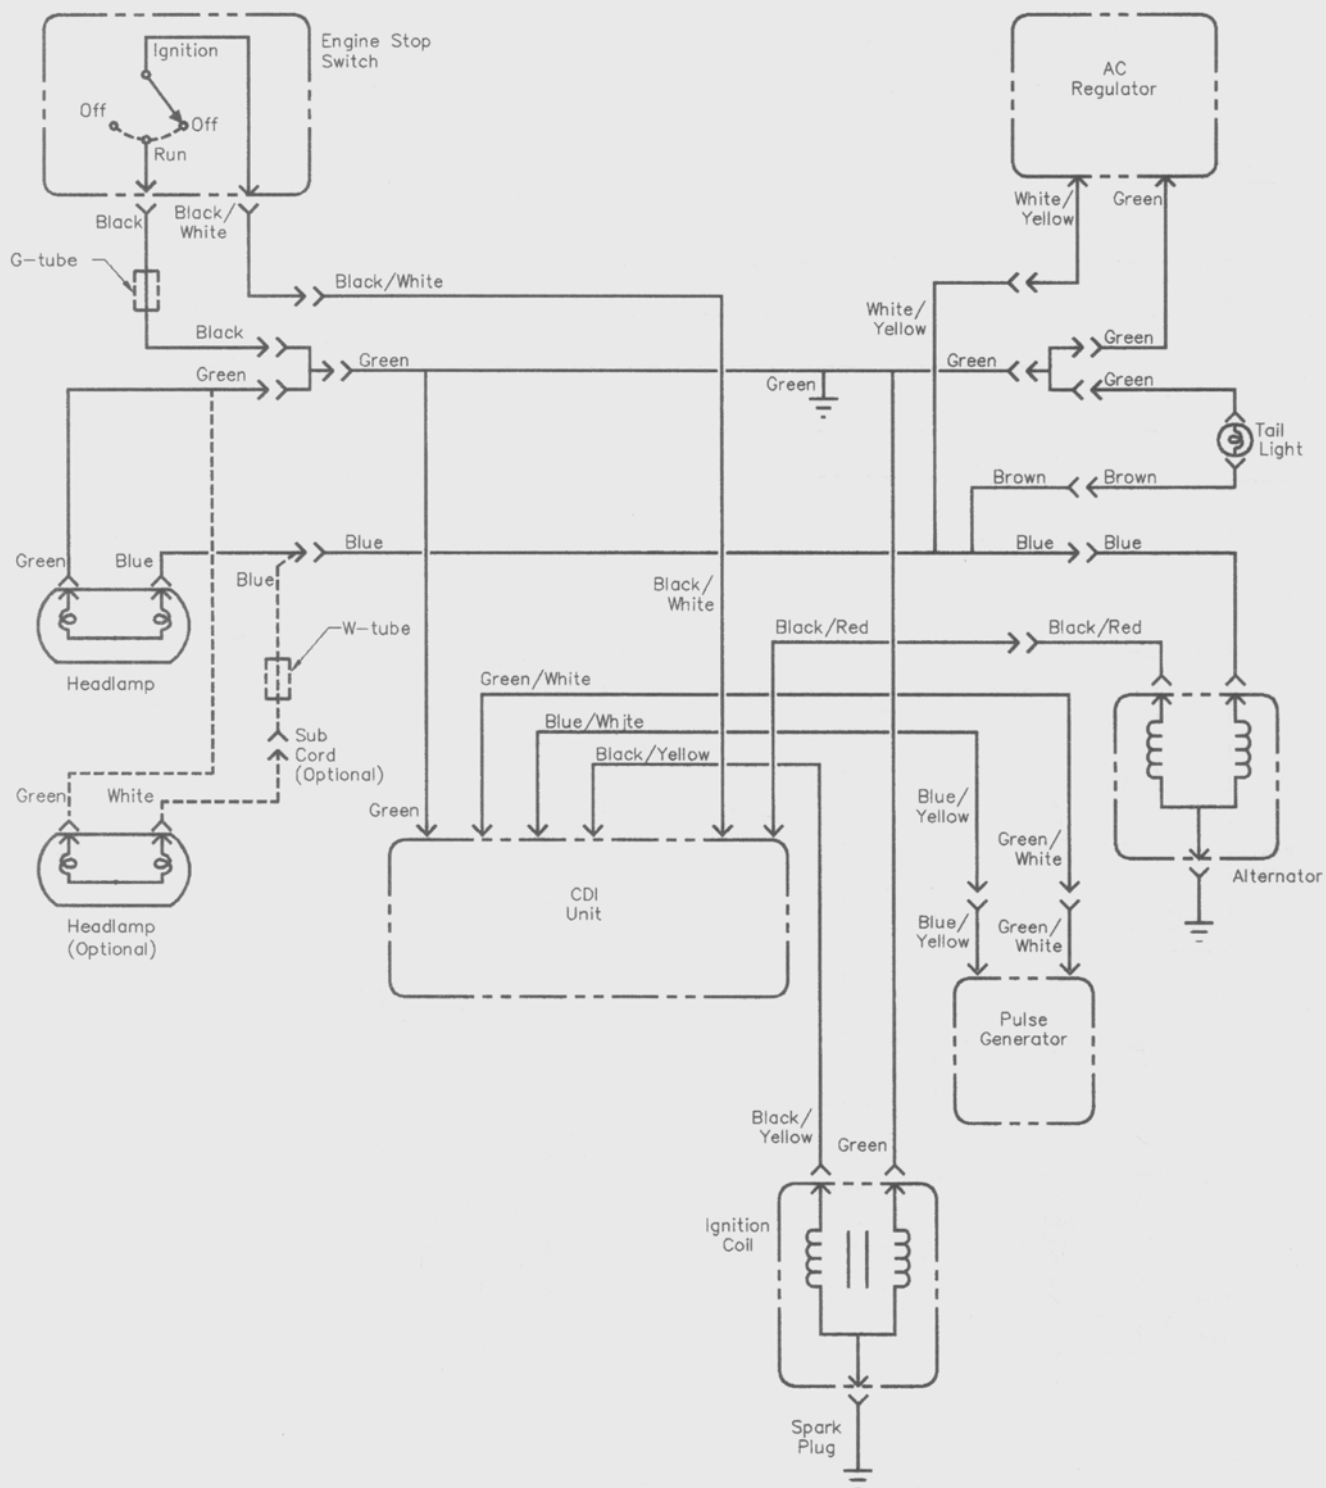 Engine Stop
Switch
Ignition
Off
Off
Run
AC
Regulator
White/
Yellow
Green
Black
Black/
White
G-tube
Black/White
White/
Yellow
Black
Green
Green
Green
Green
Green
Green
Tail
Light
Brown
Brown
Green
Blue
Blue
Blue
Blue
Blue
Black/
White
W-tube
Black/Red
Black/Red
Headlamp
Green/White
Blue/White
Black/Yellow
Sub
Cord
(Optional)
Green
White
Green
Blue/
Yellow
Green/
White
Alternator
CDI
Unit
Blue/
Yellow
Green/
White
Headlamp
(Optional)
Pulse
Generator
Black/
Yellow
Green
Ignition
Coil
Spark
Plug